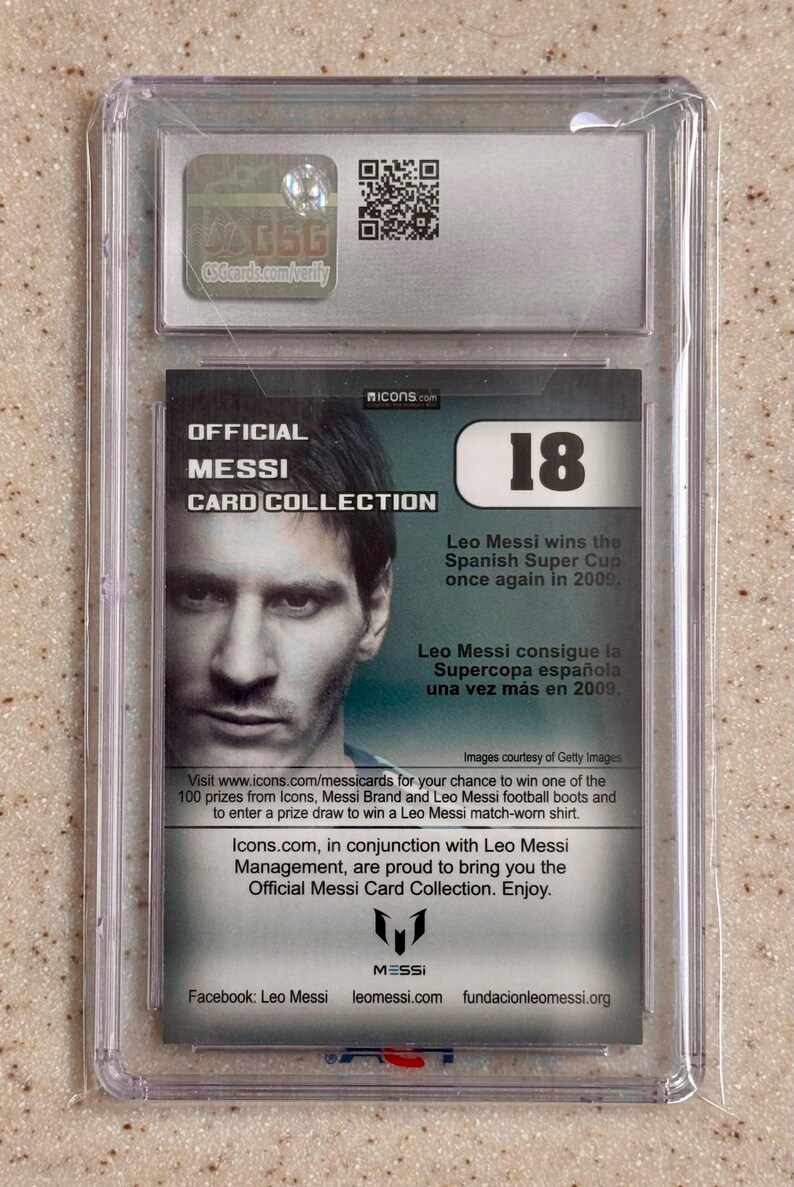 CSG
CSGcards.com/verify
ICONS.com
OFFICIAL
MESSI
CARD COLLECTION
18
Leo Messi wins the
Spanish Super Cup
once again in 2009.
Leo Messi consigue la
Supercopa española
una vez más en 2009.
Images courtesy of Getty Images
Visit www.icons.com/messicards for your chance to win one of the
100 prizes from Icons, Messi Brand and Leo Messi football boots and
to enter a prize draw to win a Leo Messi match-worn shirt.
Icons.com, in conjunction with Leo Messi
Management, are proud to bring you the
Official Messi Card Collection. Enjoy.
MESSI
Facebook: Leo Messi leomessi.com fundacionleomessi.org
®